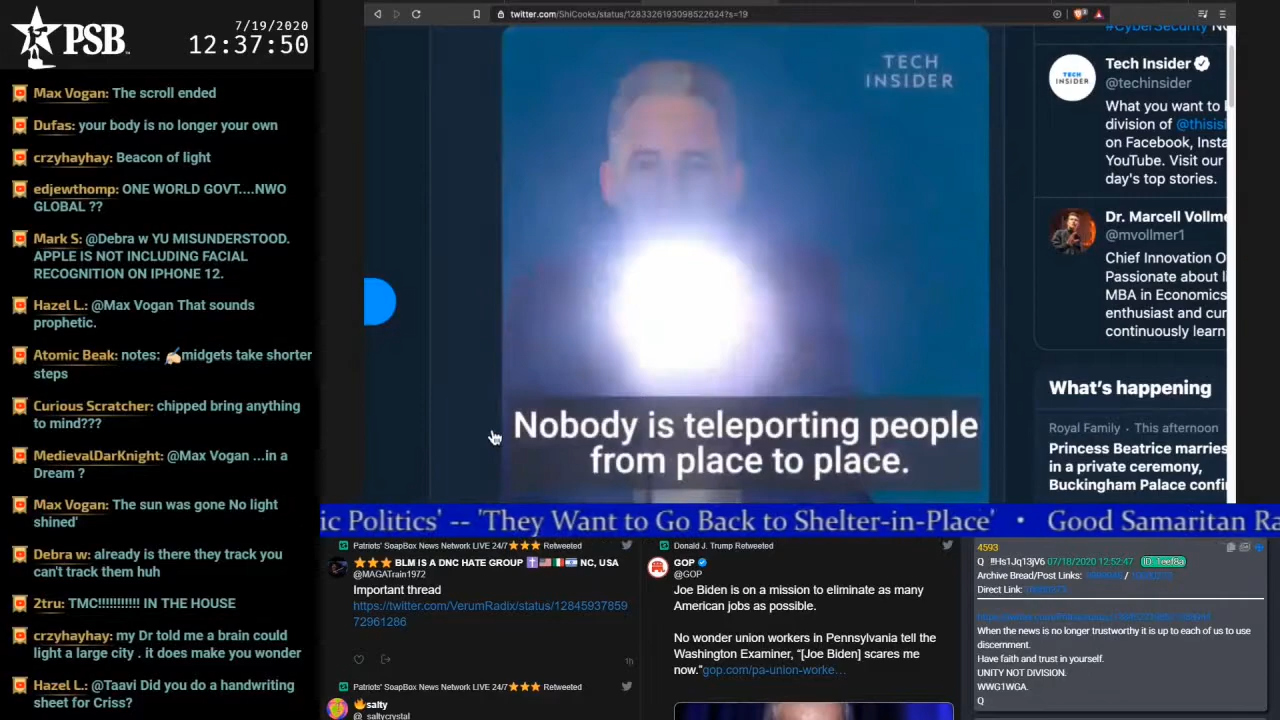 PSB
7/19/2020
12:37:50
Max Vogan: The scroll ended
Dufas: your body is no longer your own
crzyhayhay: Beacon of light
edjewthomp: ONE WORLD GOVT....NWO
GLOBAL ??
Mark S: @Debra w YU MISUNDERSTOOD.
APPLE IS NOT INCLUDING FACIAL
RECOGNITION ON IPHONE 12.
Hazel L.: @Max Vogan That sounds
prophetic.
Atomic Beak: notes: ✍🏻midgets take shorter
steps
Curious Scratcher: chipped bring anything
to mind???
MedievalDarKnight: @Max Vogan ...in a
Dream ?
Max Vogan: The sun was gone No light
shined'
Debra w: already is there they track you
can't track them huh
2tru: TMC!!!!!!!!!! IN THE HOUSE
crzyhayhay: my Dr told me a brain could
light a large city . it does make you wonder
Hazel L.: @Taavi Did you do a handwriting
sheet for Criss?
TECH
INSIDER
Nobody is teleporting people
from place to place.
Tech Insider
@techinsider
What you want to
division of @thisisi
on Facebook, Insta
YouTube. Visit our
day's top stories.
Dr. Marcell Vollme
@mvollmer1
Chief Innovation O
Passionate about li
MBA in Economics
enthusiast and cur
continuously learn
What's happening
Royal Family · This afternoon
Princess Beatrice marries
in a private ceremony,
Buckingham Palace confi
ic Politics' -- 'They Want to Go Back to Shelter-in-Place' • Good Samaritan Ra
Patriots' SoapBox News Network LIVE 24/7⭐⭐⭐ Retweeted
⭐⭐⭐ BLM IS A DNC HATE GROUP ✝️🇺🇸🇮🇹🇮🇱 NC, USA
@MAGATrain1972
Important thread
https://twitter.com/VerumRadix/status/12845937859
72961286
1h
Patriots' SoapBox News Network LIVE 24/7⭐⭐⭐ Retweeted
🔥salty
@_saltycrystal
Donald J. Trump Retweeted
GOP
@GOP
Joe Biden is on a mission to eliminate as many
American jobs as possible.
No wonder union workers in Pennsylvania tell the
Washington Examiner, "[Joe Biden] scares me
now."gop.com/pa-union-worke…
4593
Q !!Hs1Jq13jV6 07/18/2020 12:52:47
Archive Bread/Post Links:
Direct Link:
When the news is no longer trustworthy it is up to each of us to use
discernment.
Have faith and trust in yourself.
UNITY NOT DIVISION.
WWG1WGA.
Q